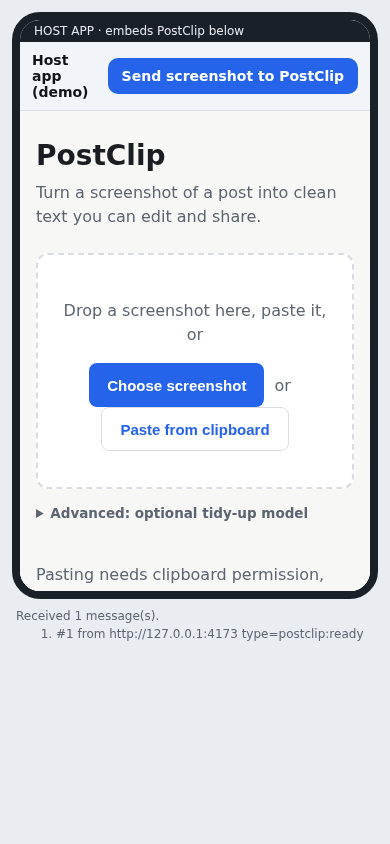 HOST APP · embeds PostClip below
Host
app
(demo)
Send screenshot to PostClip
PostClip
Turn a screenshot of a post into clean
text you can edit and share.
Drop a screenshot here, paste it,
or
Choose screenshot or
Paste from clipboard
▶ Advanced: optional tidy-up model
Pasting needs clipboard permission,
Received 1 message(s).
1. #1 from http://127.0.0.1:4173 type=postclip:ready